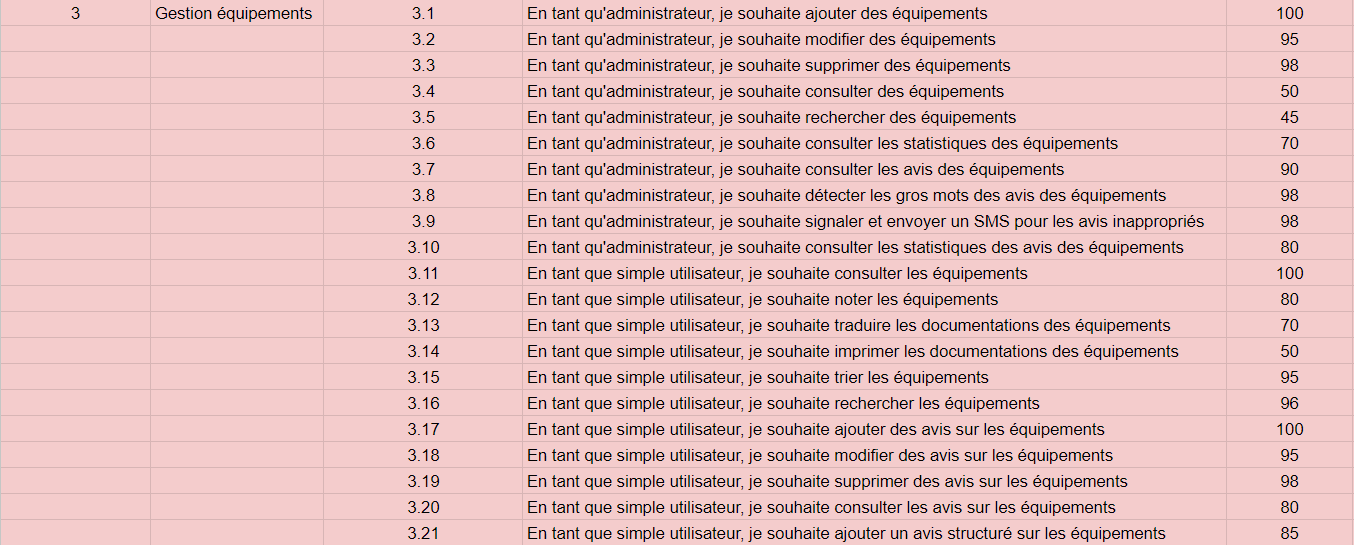 3 Gestion équipements 3.1 En tant qu'administrateur, je souhaite ajouter des équipements 100
3.2 En tant qu'administrateur, je souhaite modifier des équipements 95
3.3 En tant qu'administrateur, je souhaite supprimer des équipements 98
3.4 En tant qu'administrateur, je souhaite consulter des équipements 50
3.5 En tant qu'administrateur, je souhaite rechercher des équipements 45
3.6 En tant qu'administrateur, je souhaite consulter les statistiques des équipements 70
3.7 En tant qu'administrateur, je souhaite consulter les avis des équipements 90
3.8 En tant qu'administrateur, je souhaite détecter les gros mots des avis des équipements 98
3.9 En tant qu'administrateur, je souhaite signaler et envoyer un SMS pour les avis inappropriés 98
3.10 En tant qu'administrateur, je souhaite consulter les statistiques des avis des équipements 80
3.11 En tant que simple utilisateur, je souhaite consulter les équipements 100
3.12 En tant que simple utilisateur, je souhaite noter les équipements 80
3.13 En tant que simple utilisateur, je souhaite traduire les documentations des équipements 70
3.14 En tant que simple utilisateur, je souhaite imprimer les documentations des équipements 50
3.15 En tant que simple utilisateur, je souhaite trier les équipements 95
3.16 En tant que simple utilisateur, je souhaite rechercher les équipements 96
3.17 En tant que simple utilisateur, je souhaite ajouter des avis sur les équipements 100
3.18 En tant que simple utilisateur, je souhaite modifier des avis sur les équipements 95
3.19 En tant que simple utilisateur, je souhaite supprimer des avis sur les équipements 98
3.20 En tant que simple utilisateur, je souhaite consulter les avis sur les équipements 80
3.21 En tant que simple utilisateur, je souhaite ajouter un avis structuré sur les équipements 85